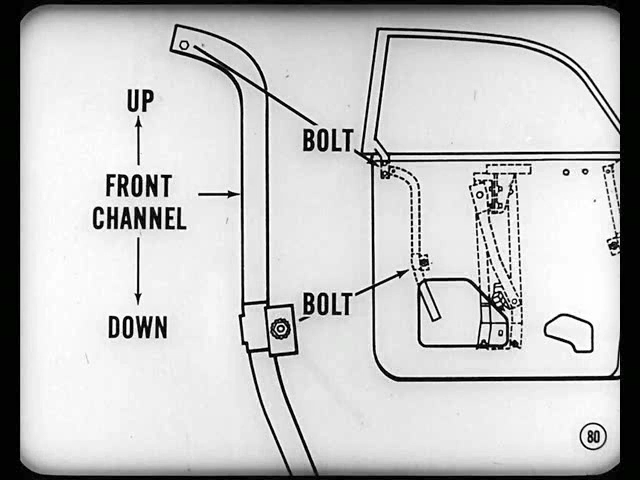 UP
BOLT
FRONT
CHANNEL
BOLT
DOWN
80